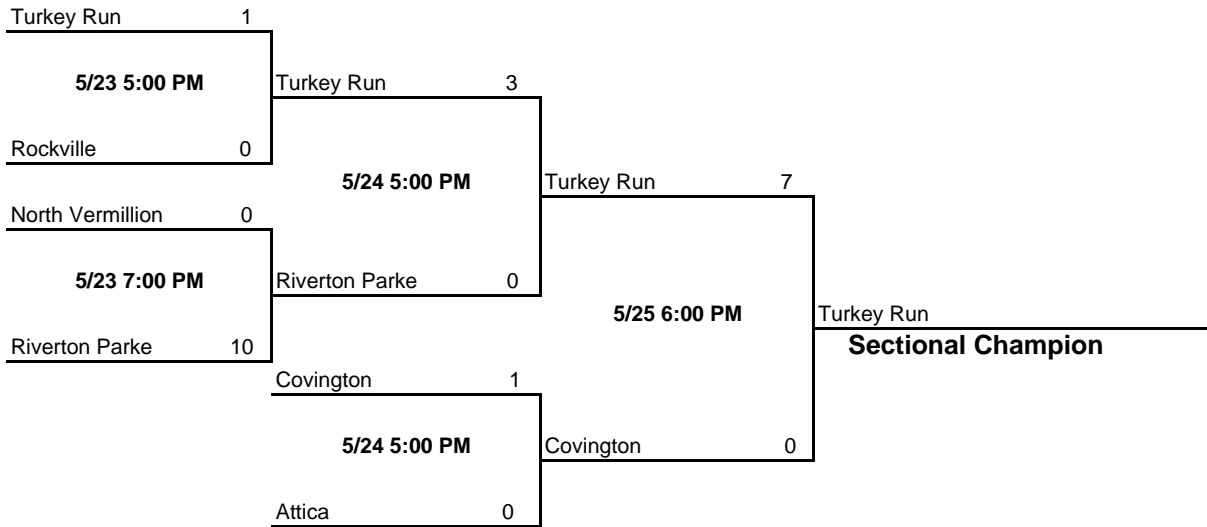 Turkey Run 1
5/23 5:00 PM
Turkey Run 3
Rockville 0
5/24 5:00 PM
Turkey Run 7
North Vermillion 0
5/23 7:00 PM
Riverton Parke 0
5/25 6:00 PM
Turkey Run
Riverton Parke 10
Sectional Champion
Covington 1
5/24 5:00 PM
Covington 0
Attica 0